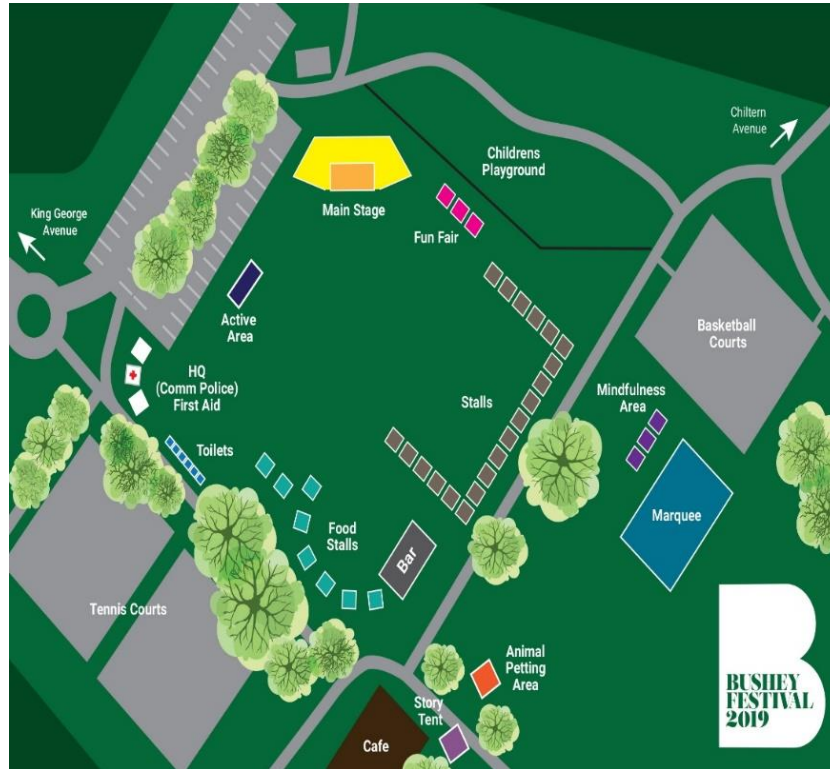 Chiltern
Avenue
Childrens
Playground
Main Stage
King George
Avenue
Fun Fair
Active
Area
Basketball
Courts
HQ
(Comm Police)
First Aid
Mindfulness
Area
Stalls
Toilets
Marquee
Food
Stalls
Bar
Tennis Courts
Animal
Petting
Area
Story
Tent
Cafe
B
BUSHEY
FESTIVAL
2019